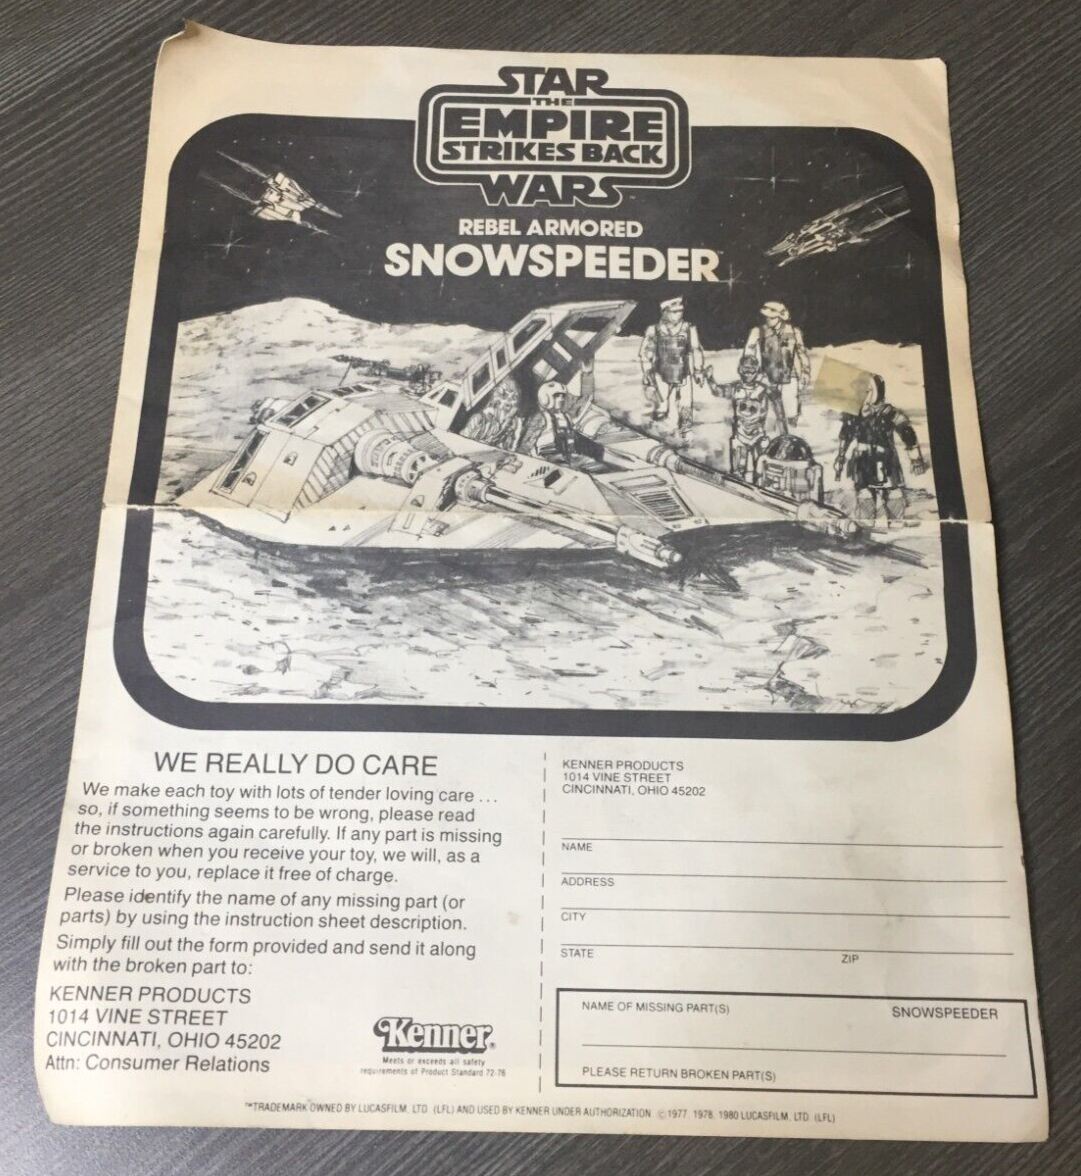 STAR
THE
EMPIRE
STRIKES BACK
WARS™
REBEL ARMORED
SNOWSPEEDER™
WE REALLY DO CARE
We make each toy with lots of tender loving care ...
so, if something seems to be wrong, please read
the instructions again carefully. If any part is missing
or broken when you receive your toy, we will, as a
service to you, replace it free of charge.
Please identify the name of any missing part (or
parts) by using the instruction sheet description.
Simply fill out the form provided and send it along
with the broken part to:
KENNER PRODUCTS
1014 VINE STREET
CINCINNATI, OHIO 45202
Attn: Consumer Relations
Kenner®
Meets or exceeds all safety
requirements of Product Standard 72-76
KENNER PRODUCTS
1014 VINE STREET
CINCINNATI, OHIO 45202
NAME
ADDRESS
CITY
STATE ZIP
NAME OF MISSING PART(S) SNOWSPEEDER
PLEASE RETURN BROKEN PART(S)
™TRADEMARK OWNED BY LUCASFILM, LTD. (LFL) AND USED BY KENNER UNDER AUTHORIZATION ©1977, 1978, 1980 LUCASFILM, LTD. (LFL)